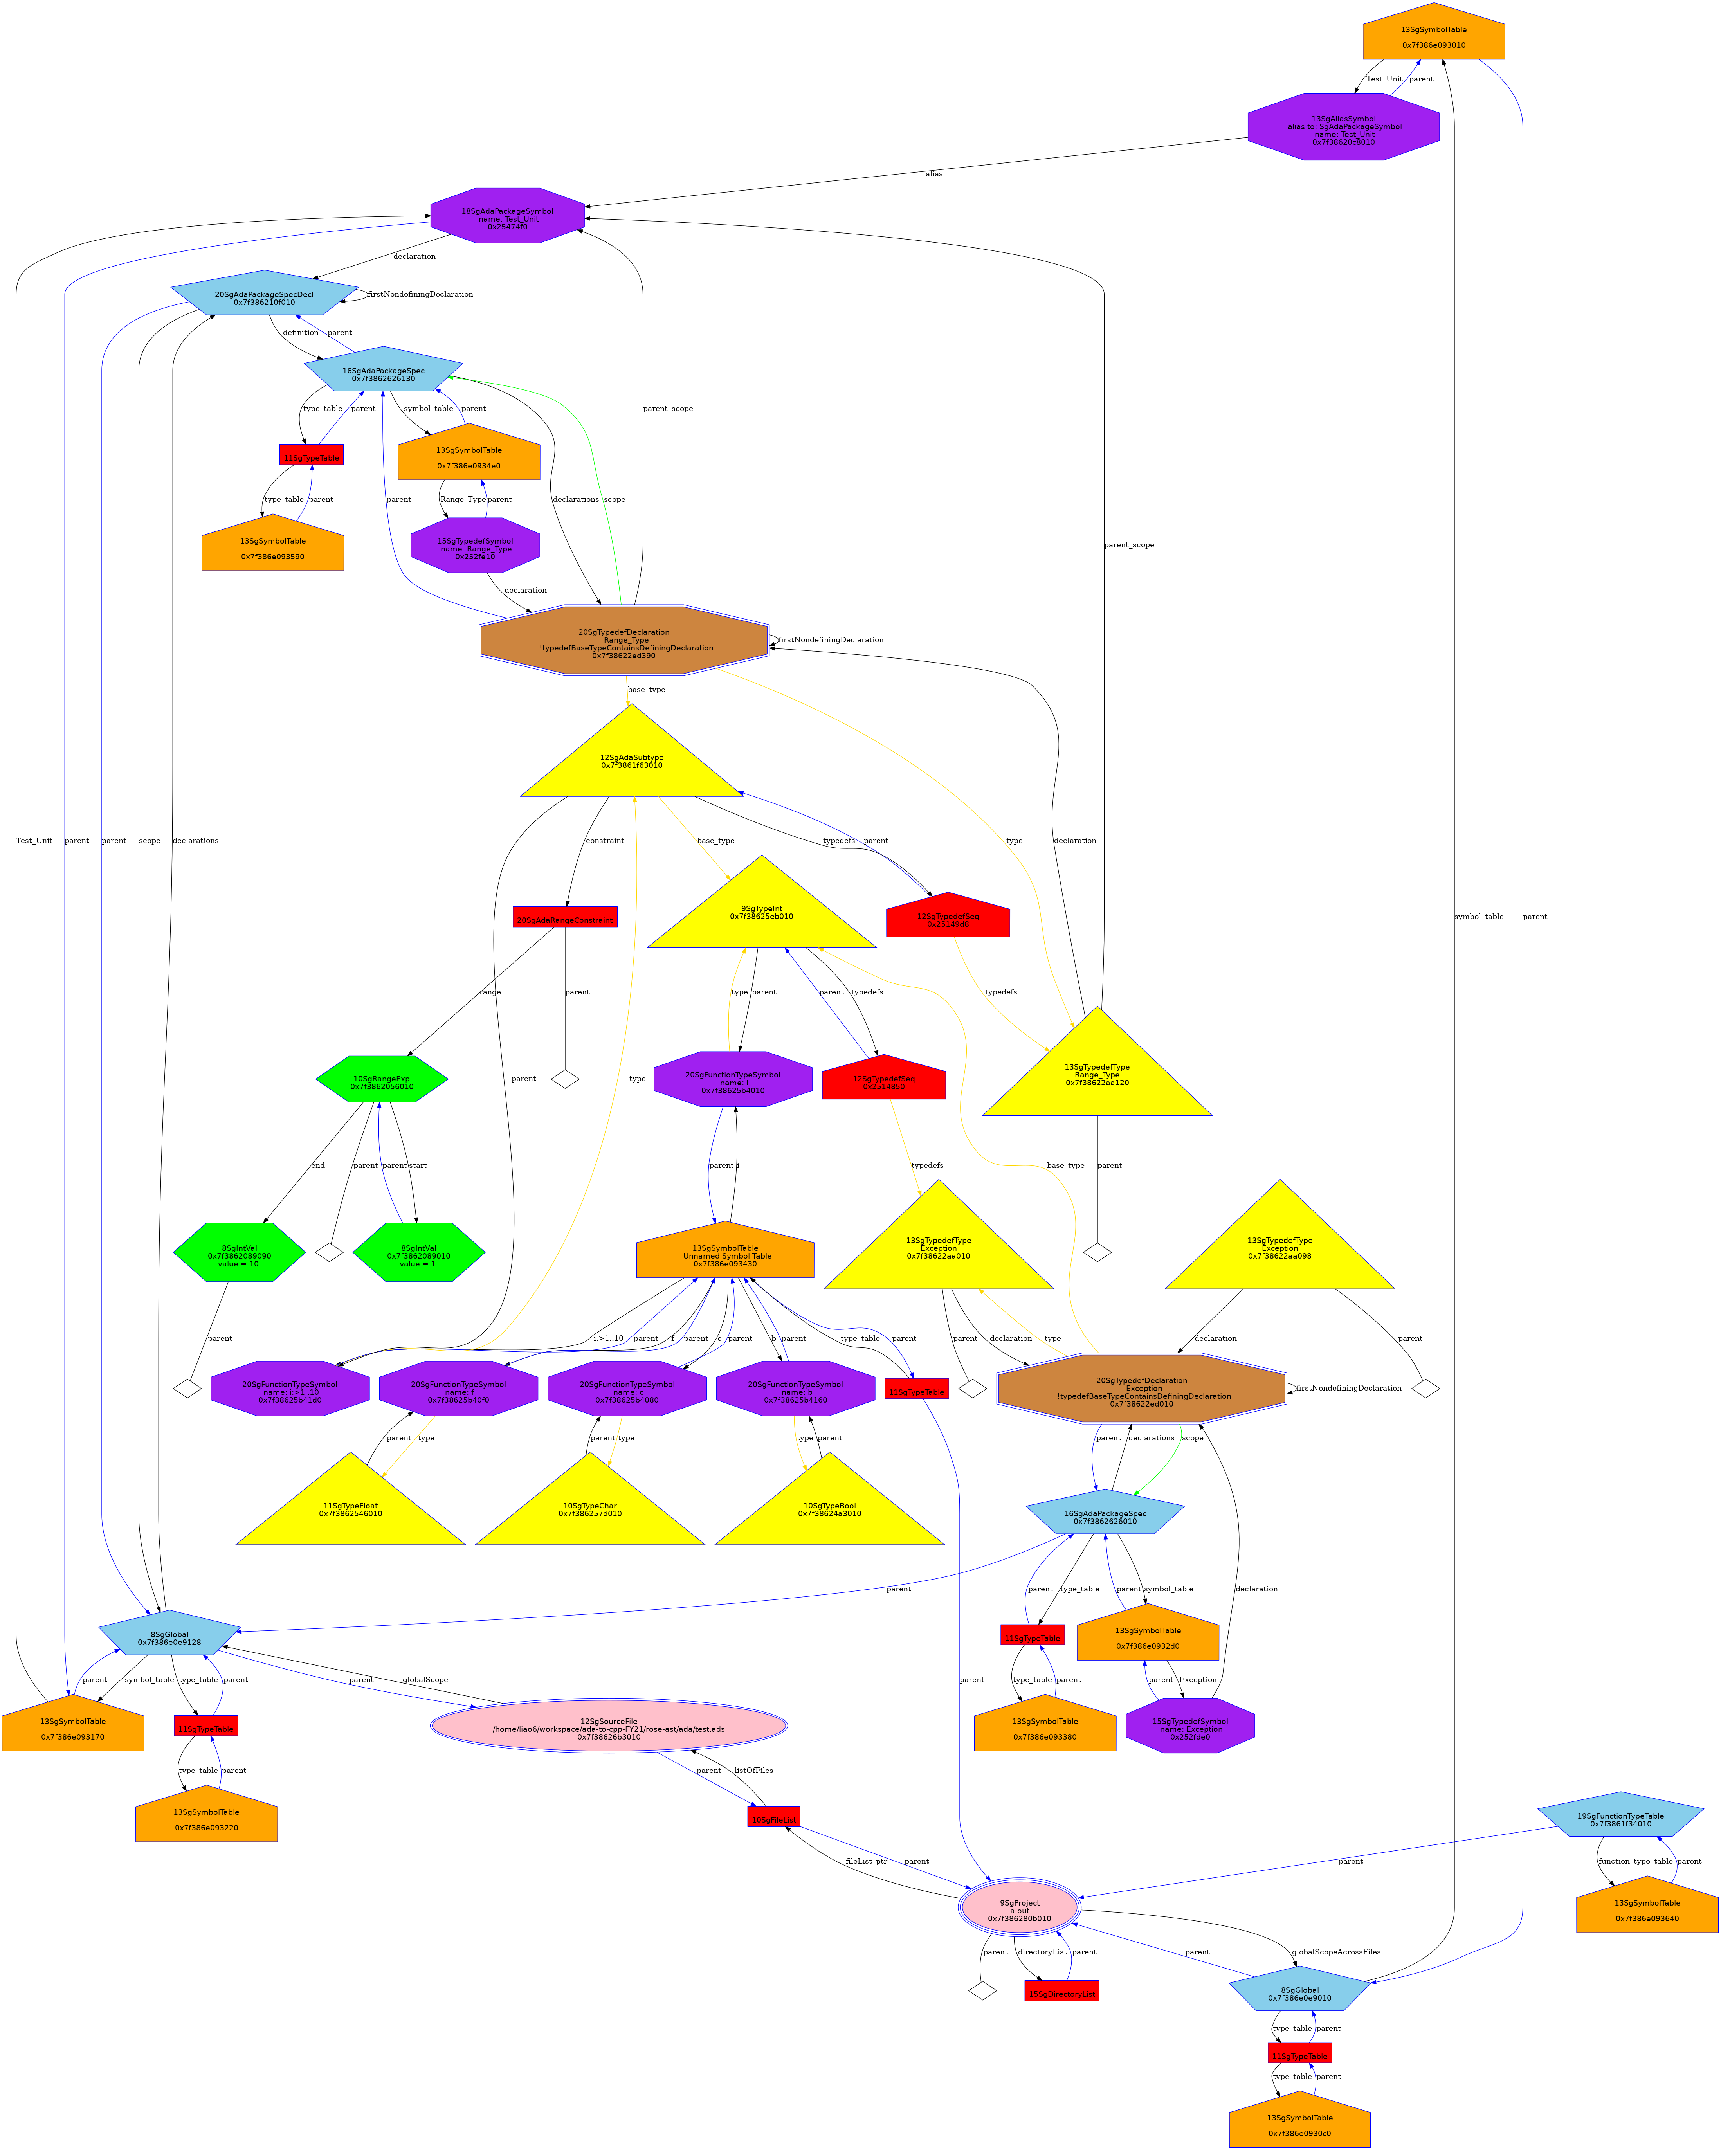 13SgSymbolTable
0x7f386e093010
Test_Unit
parent
13SgAliasSymbol
alias to: SgAdaPackageSymbol
name: Test_Unit
0x7f38620c8010
alias
18SgAdaPackageSymbol
name: Test_Unit
0x25474f0
declaration
20SgAdaPackageSpecDecl
0x7f386210f010
firstNondefiningDeclaration
definition
parent
16SgAdaPackageSpec
0x7f3862626130
parent_scope
type_table
parent
symbol_table
parent
13SgSymbolTable
0x7f386e0934e0
11SgTypeTable
type_table
parent
Range_Type
parent
parent
declarations
scope
13SgSymbolTable
0x7f386e093590
15SgTypedefSymbol
name: Range_Type
0x252fe10
parent_scope
declaration
20SgTypedefDeclaration
Range_Type
!typedefBaseTypeContainsDefiningDeclaration
0x7f38622ed390
firstNondefiningDeclaration
base_type
12SgAdaSubtype
0x7f3861f63010
Test_Unit
parent
parent
scope
declarations
constraint
base_type
typedefs
parent
type
declaration
20SgAdaRangeConstraint
9SgTypeInt
0x7f38625eb010
12SgTypedefSeq
0x25149d8
symbol_table
parent
range
parent
type
parent
parent
typedefs
typedefs
10SgRangeExp
0x7f3862056010
parent
type
20SgFunctionTypeSymbol
name: i
0x7f38625b4010
12SgTypedefSeq
0x2514850
13SgTypedefType
Range_Type
0x7f38622aa120
end
parent
parent
start
parent
i
typedefs
base_type
parent
8SgIntVal
0x7f3862089090
value = 10
8SgIntVal
0x7f3862089010
value = 1
13SgSymbolTable
Unnamed Symbol Table
0x7f386e093430
13SgTypedefType
Exception
0x7f38622aa010
13SgTypedefType
Exception
0x7f38622aa098
parent
i:>1..10
parent
f
parent
c
parent
b
parent
type_table
parent
parent
declaration
type
declaration
parent
20SgFunctionTypeSymbol
name: i:>1..10
0x7f38625b41d0
20SgFunctionTypeSymbol
name: f
0x7f38625b40f0
20SgFunctionTypeSymbol
name: c
0x7f38625b4080
20SgFunctionTypeSymbol
name: b
0x7f38625b4160
11SgTypeTable
20SgTypedefDeclaration
Exception
!typedefBaseTypeContainsDefiningDeclaration
0x7f38622ed010
firstNondefiningDeclaration
parent
type
parent
type
type
parent
parent
declarations
scope
11SgTypeFloat
0x7f3862546010
10SgTypeChar
0x7f386257d010
10SgTypeBool
0x7f38624a3010
16SgAdaPackageSpec
0x7f3862626010
parent
parent
type_table
parent
symbol_table
declaration
8SgGlobal
0x7f386e0e9128
11SgTypeTable
13SgSymbolTable
0x7f386e0932d0
parent
symbol_table
type_table
parent
parent
globalScope
parent
type_table
parent
parent
Exception
13SgSymbolTable
0x7f386e093170
11SgTypeTable
12SgSourceFile
/home/liao6/workspace/ada-to-cpp-FY21/rose-ast/ada/test.ads
0x7f38626b3010
13SgSymbolTable
0x7f386e093380
15SgTypedefSymbol
name: Exception
0x252fde0
type_table
parent
parent
listOfFiles
13SgSymbolTable
0x7f386e093220
10SgFileList
19SgFunctionTypeTable
0x7f3861f34010
fileList_ptr
parent
parent
function_type_table
parent
9SgProject
a.out
0x7f386280b010
13SgSymbolTable
0x7f386e093640
parent
directoryList
parent
parent
globalScopeAcrossFiles
15SgDirectoryList
8SgGlobal
0x7f386e0e9010
type_table
parent
11SgTypeTable
type_table
parent
13SgSymbolTable
0x7f386e0930c0